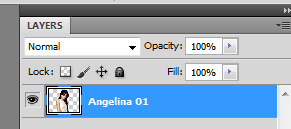 LAYERS
Normal Opacity: 100%
Lock: Fill: 100%
Angelina 01